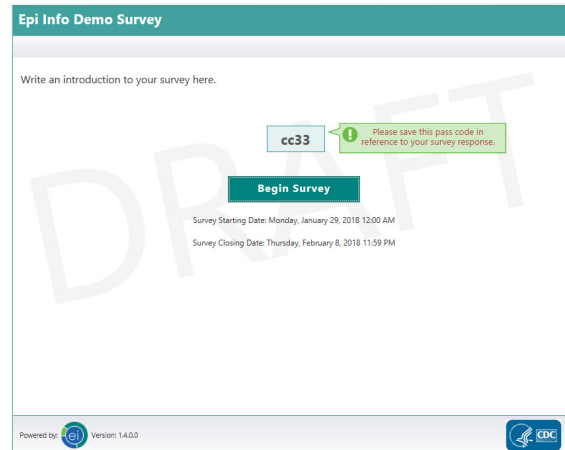 Epi Info Demo Survey
Write an introduction to your survey here.
cc33
Please save this pass code in
reference to your survey response.
Begin Survey
Survey Starting Date: Monday, January 29, 2018 12:00 AM
Survey Closing Date: Thursday, February 8, 2018 11:59 PM
DRAFT
Powered by: ei Version: 1.4.0.0
CDC